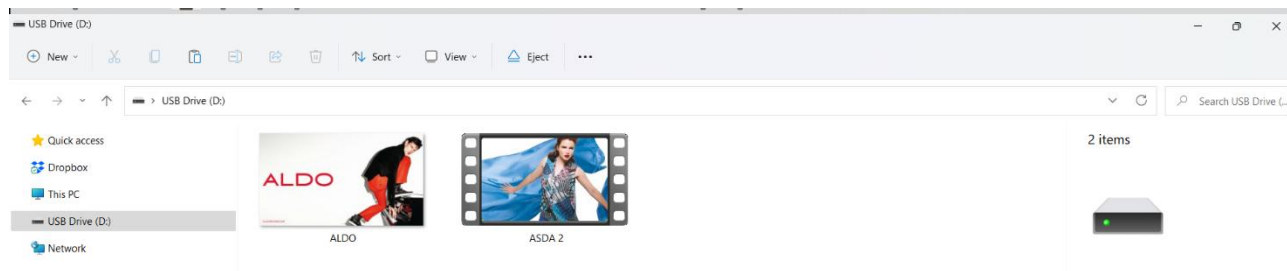 USB Drive (D:)
New Sort View Eject ...
> USB Drive (D:)
Search USB Drive (...
Quick access
Dropbox
This PC
USB Drive (D:)
Network
ALDO
ALDO
ASDA 2
2 items